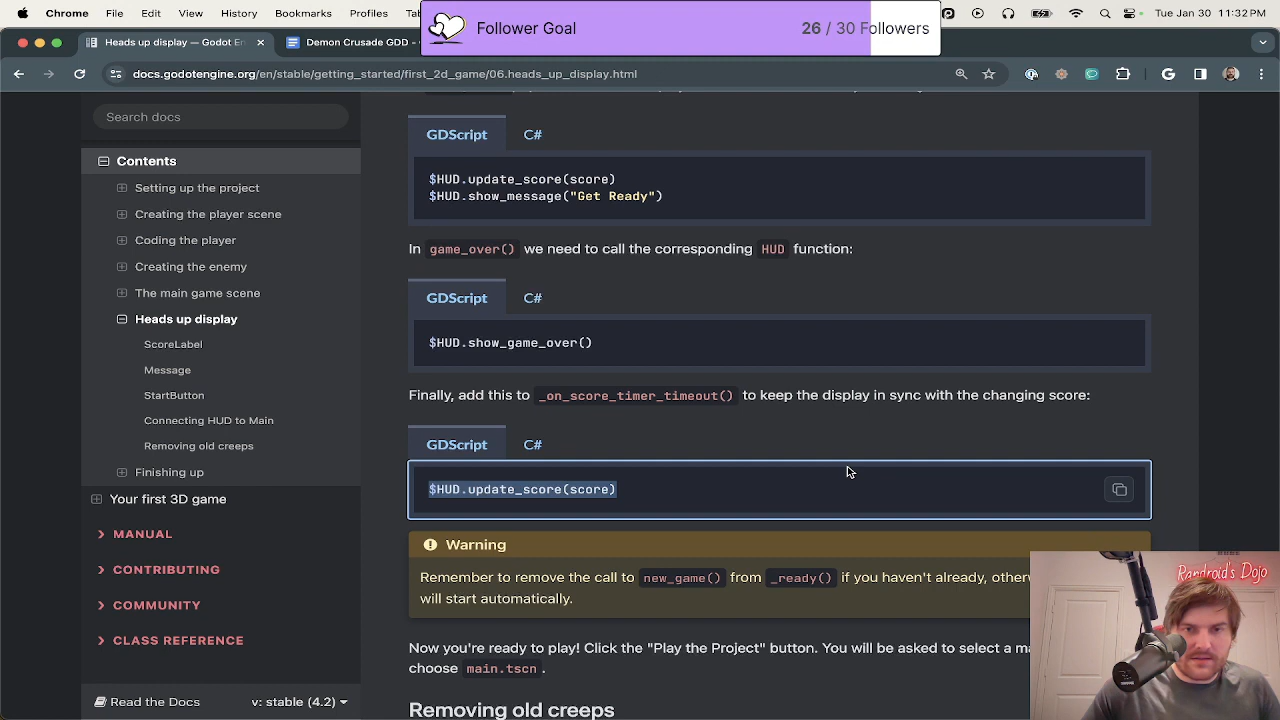 Chrome File Edit View History Bookmarks Profiles
Tue Jan 30 11:32 PM
Follower Goal
26 / 30 Followers
Heads up display — Godot En
Demon Crusade GDD -
docs.godotengine.org/en/stable/getting_started/first_2d_game/06.heads_up_display.html
Search docs
Contents
Setting up the project
Creating the player scene
Coding the player
Creating the enemy
The main game scene
Heads up display
ScoreLabel
Message
StartButton
Connecting HUD to Main
Removing old creeps
Finishing up
Your first 3D game
MANUAL
CONTRIBUTING
COMMUNITY
CLASS REFERENCE
Read the Docs
v: stable (4.2)
GDScript C#
$HUD.update_score(score)
$HUD.show_message("Get Ready")
In game_over() we need to call the corresponding HUD function:
GDScript C#
$HUD.show_game_over()
Finally, add this to _on_score_timer_timeout() to keep the display in sync with the changing score:
GDScript C#
$HUD.update_score(score)
Warning
Remember to remove the call to new_game() from _ready() if you haven't already, otherw
will start automatically.
Now you're ready to play! Click the "Play the Project" button. You will be asked to select a ma
choose main.tscn.
Removing old creeps
Randroid's Dojo